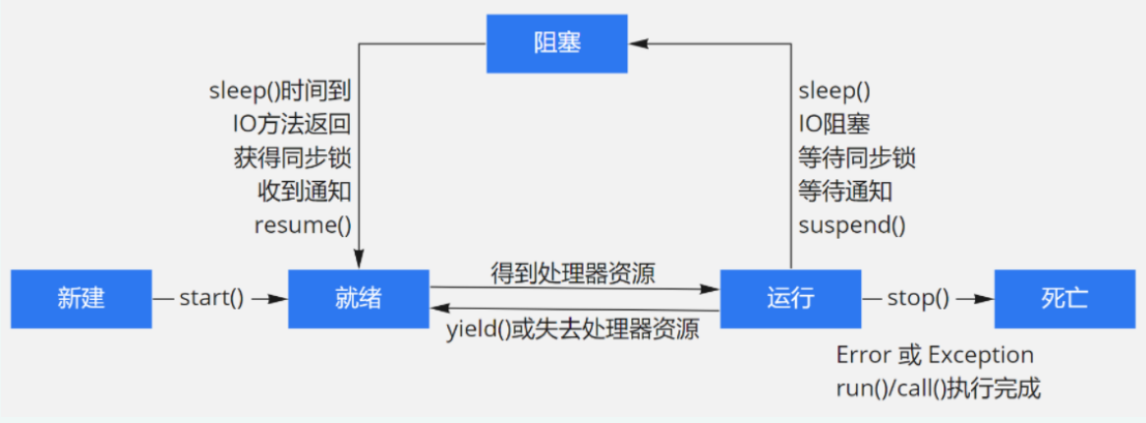 阻塞
sleep()时间到
IO方法返回
获得同步锁
收到通知
resume()
sleep()
IO阻塞
等待同步锁
等待通知
suspend()
新建
start()
就绪
得到处理器资源
yield()或失去处理器资源
运行
stop()
死亡
Error 或 Exception
run()/call()执行完成